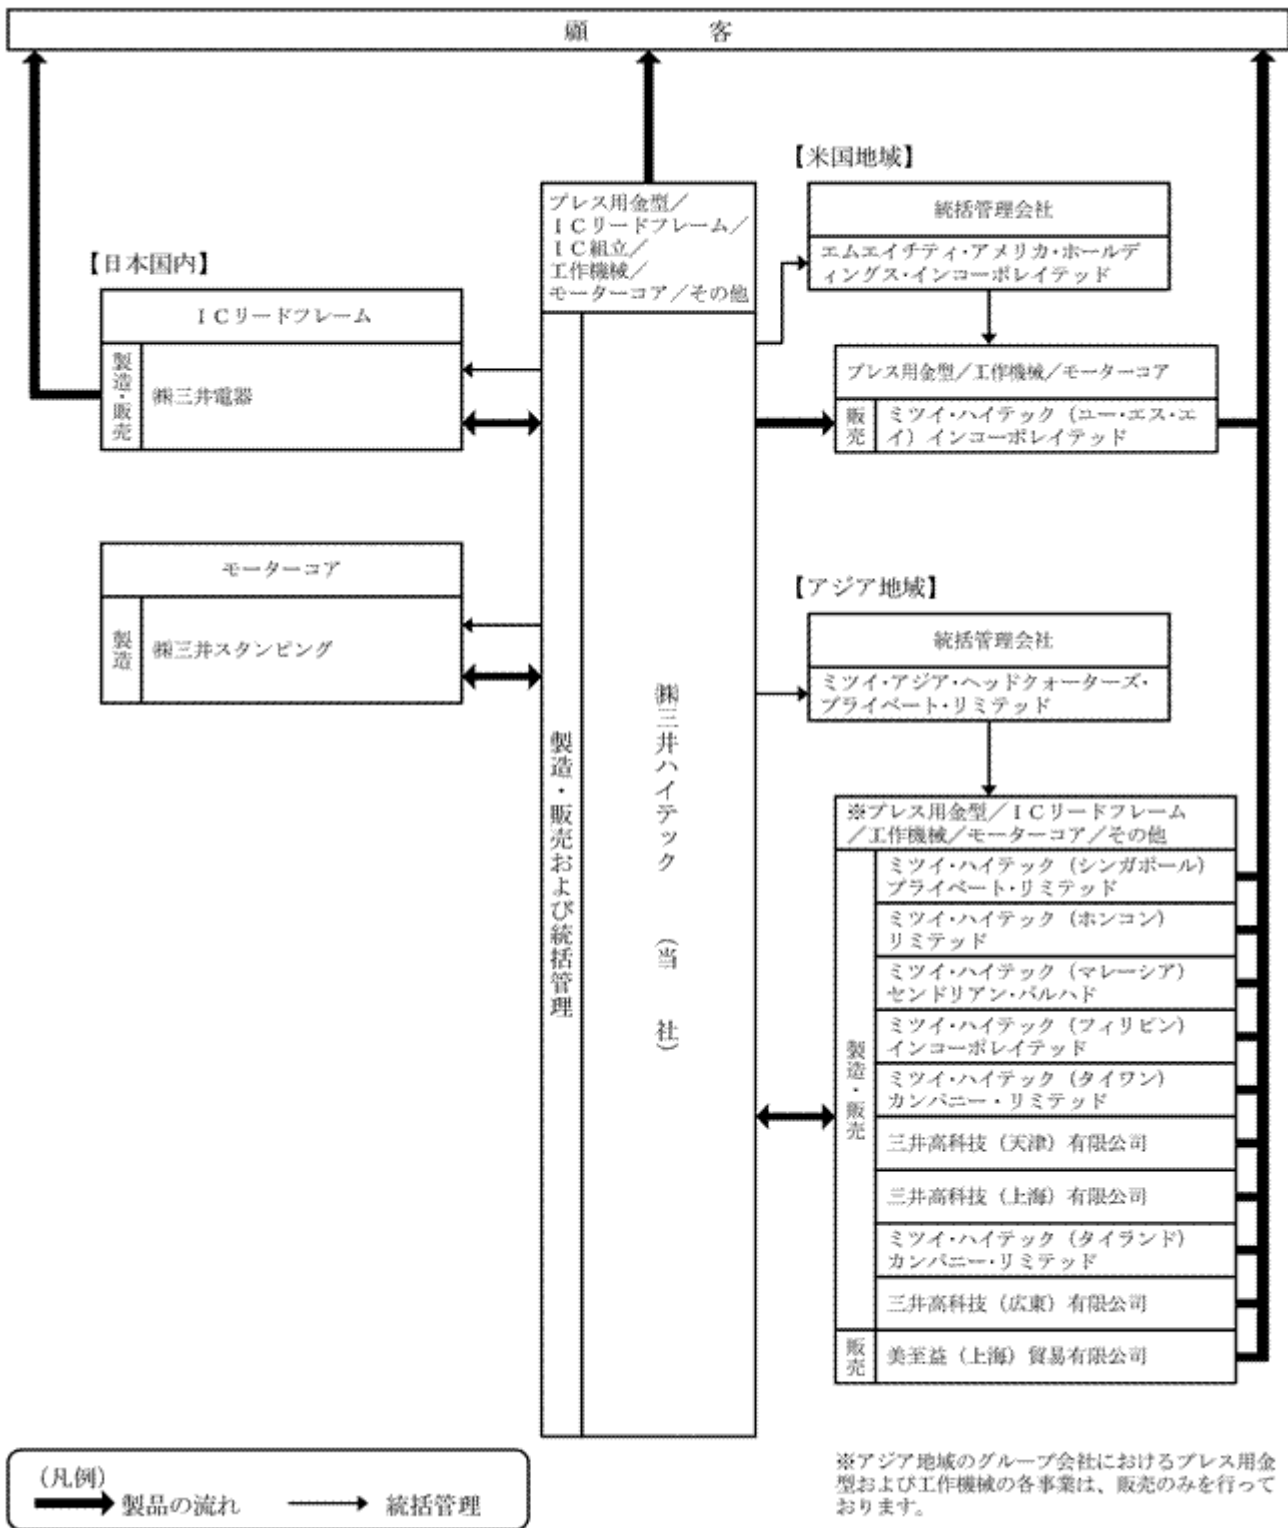 顧客
【日本国内】
ICリードフレーム
製造・販売
㈱三井電器
モーターコア
製造
㈱三井スタンピング
プレス用金型／
ICリードフレーム／
IC組立／
工作機械／
モーターコア／その他
製造・販売および統括管理
㈱三井ハイテック（当社）
【米国地域】
統括管理会社
エムエイチティ・アメリカ・ホールデ
ィングス・インコーポレイテッド
プレス用金型／工作機械／モーターコア
販売
ミツイ・ハイテック（ユー・エス・エ
イ）インコーポレイテッド
【アジア地域】
統括管理会社
ミツイ・アジア・ヘッドクォーターズ・
プライベート・リミテッド
※プレス用金型／ICリードフレーム
／工作機械／モーターコア／その他
製造・販売
ミツイ・ハイテック（シンガポール）
プライベート・リミテッド
ミツイ・ハイテック（ホンコン）
リミテッド
ミツイ・ハイテック（マレーシア）
センドリアン・バルハド
ミツイ・ハイテック（フィリピン）
インコーポレイテッド
ミツイ・ハイテック（タイワン）
カンパニー・リミテッド
三井高科技（天津）有限公司
三井高科技（上海）有限公司
ミツイ・ハイテック（タイランド）
カンパニー・リミテッド
三井高科技（広東）有限公司
販売
美至益（上海）貿易有限公司
（凡例）
製品の流れ
統括管理
※アジア地域のグループ会社におけるプレス用金
型および工作機械の各事業は、販売のみを行って
おります。